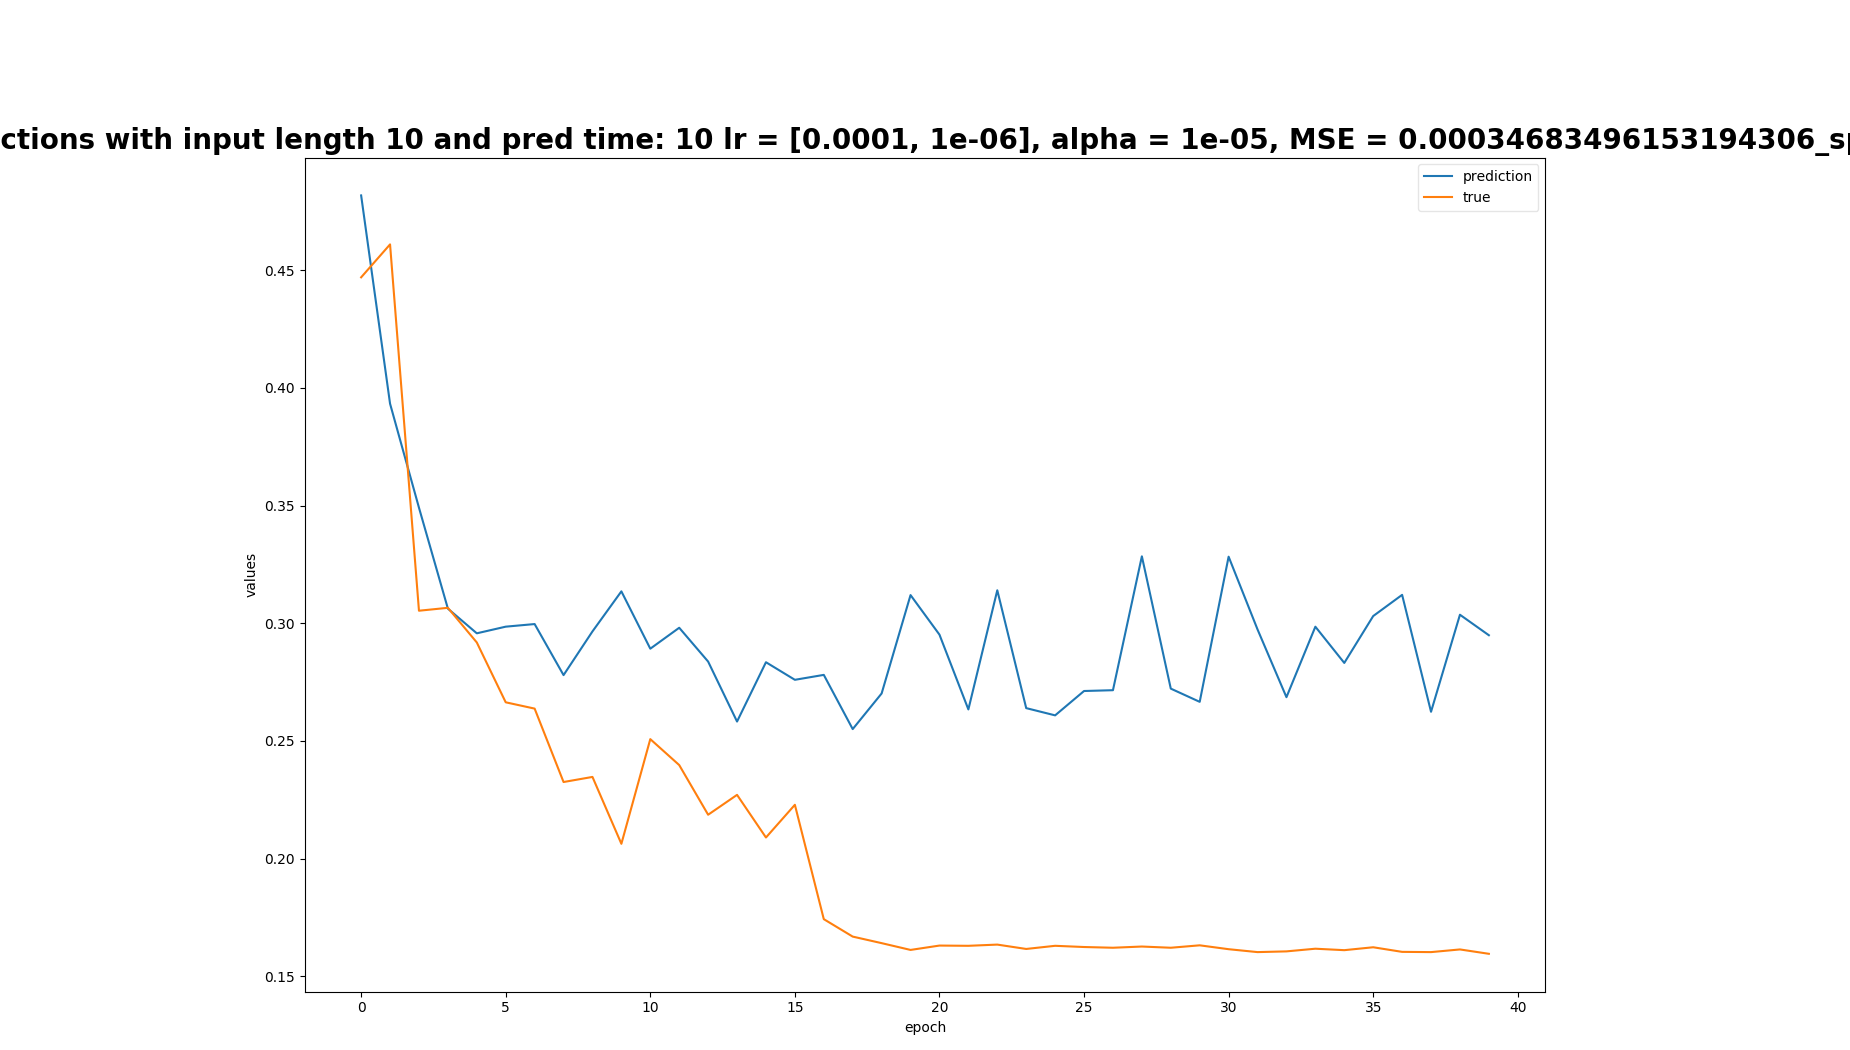 ctions with input length 10 and pred time: 10 lr = [0.0001, 1e-06], alpha = 1e-05, MSE = 0.00034683496153194306_sp
prediction
true
values
0.45
0.40
0.35
0.30
0.25
0.20
0.15
0 5 10 15 20 25 30 35 40
epoch